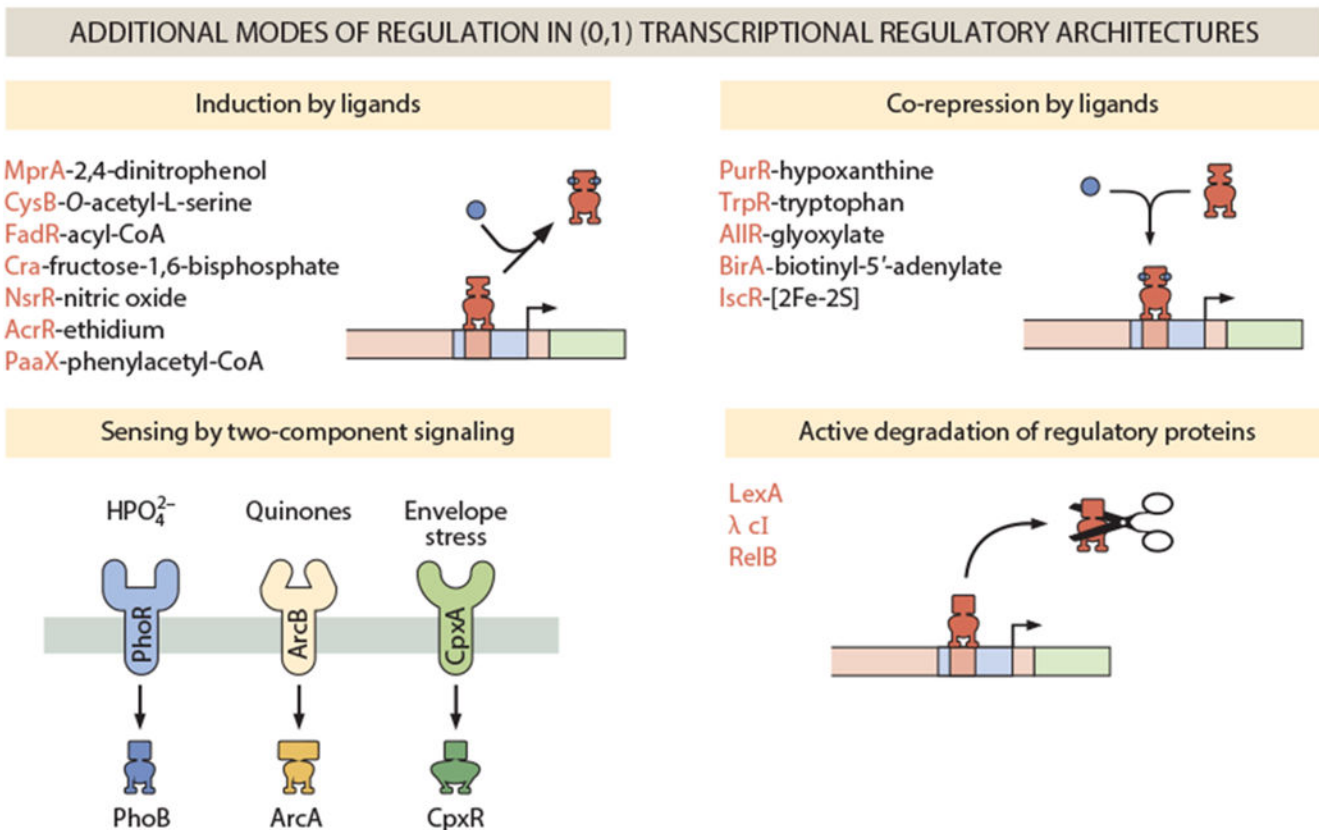 ADDITIONAL MODES OF REGULATION IN (0,1) TRANSCRIPTIONAL REGULATORY ARCHITECTURES
Induction by ligands
MprA-2,4-dinitrophenol
CysB-O-acetyl-L-serine
FadR-acyl-CoA
Cra-fructose-1,6-bisphosphate
NsrR-nitric oxide
AcrR-ethidium
PaaX-phenylacetyl-CoA
Co-repression by ligands
PurR-hypoxanthine
TrpR-tryptophan
AllR-glyoxylate
BirA-biotinyl-5′-adenylate
IscR-[2Fe-2S]
Sensing by two-component signaling
HPO₄²⁻
Quinones
Envelope
stress
PhoR
ArcB
CpxA
PhoB
ArcA
CpxR
Active degradation of regulatory proteins
LexA
λ cI
RelB